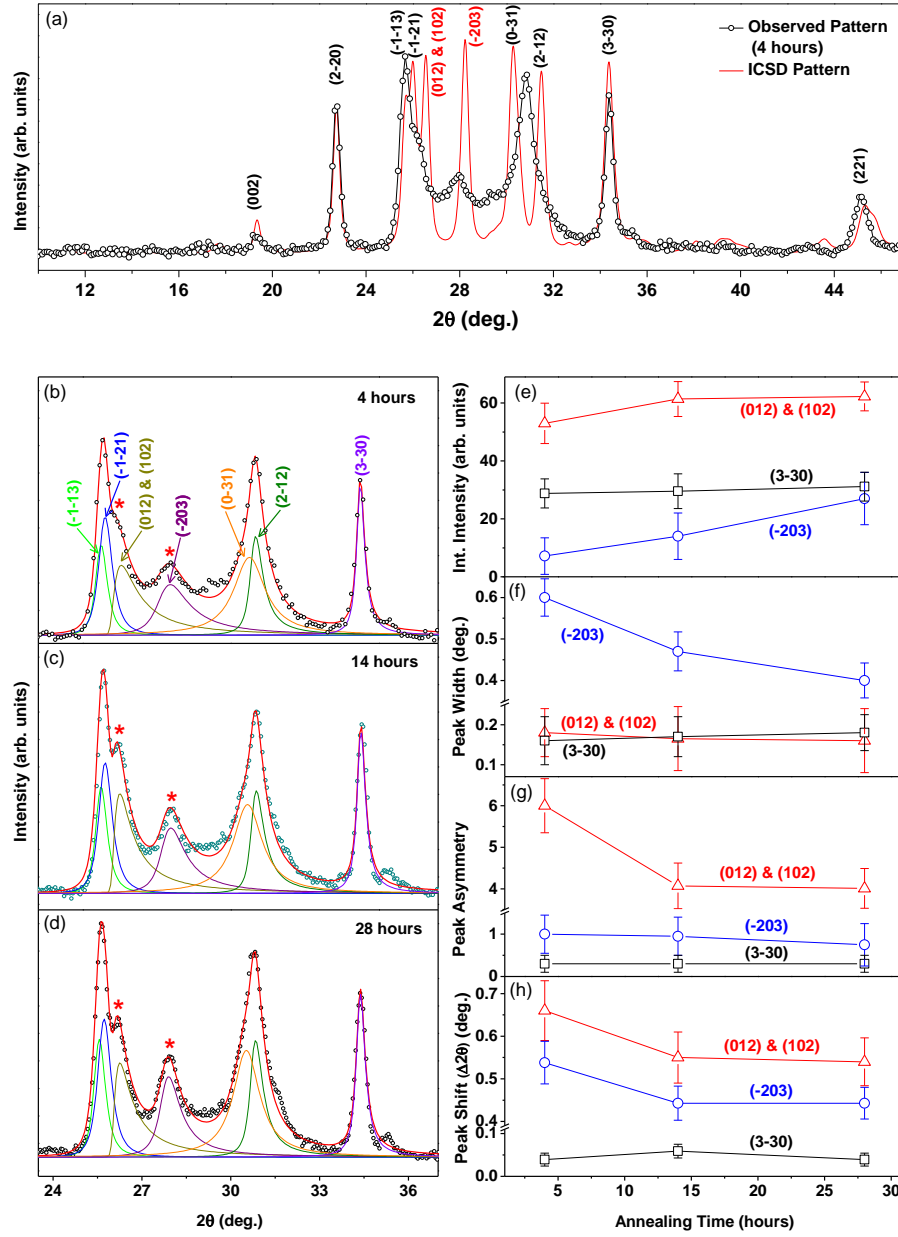 (a)
(2-20)
(-1-13)
(-1-21)
(012) & (102)
(-203)
(0-31)
(2-12)
(3-30)
Observed Pattern
(4 hours)
ICSD Pattern
(002)
(221)
Intensity (arb. units)
12 16 20 24 28 32 36 40 44
2θ (deg.)
(b)
4 hours
(-1-13)
(-1-21)
*
(012) & (102)
*
(-203)
(0-31)
(2-12)
(3-30)
(c)
14 hours
*
*
Intensity (arb. units)
(d)
28 hours
*
*
24 27 30 33 36
2θ (deg.)
(e)
60
40
20
0
Int. Intensity (arb. units)
(012) & (102)
(3-30)
(-203)
(f)
0.6
0.5
0.4
0.2
0.1
Peak Width (deg.)
(-203)
(012) & (102)
(3-30)
(g)
6
4
1
0
Peak Asymmetry
(012) & (102)
(-203)
(3-30)
(h)
0.7
0.6
0.5
0.4
0.1
0.0
Peak Shift (Δ2θ) (deg.)
(012) & (102)
(-203)
(3-30)
5 10 15 20 25 30
Annealing Time (hours)